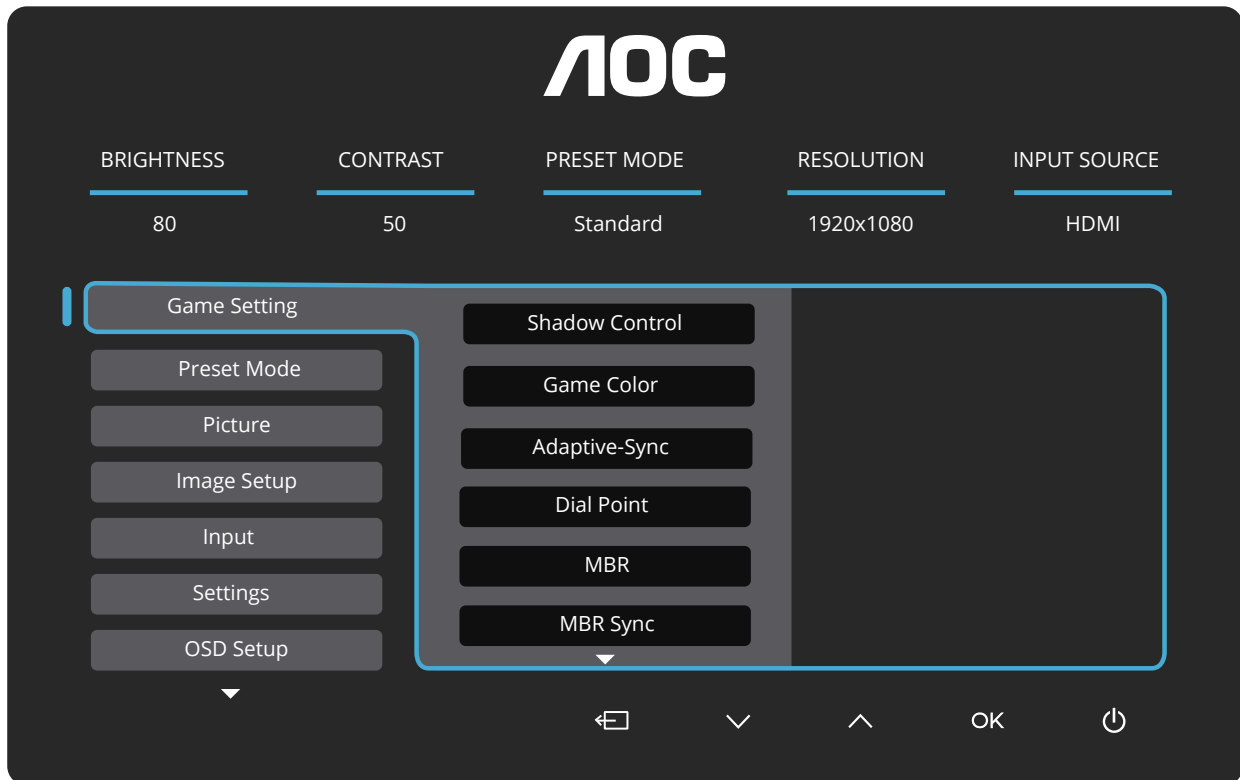 AOC
BRIGHTNESS CONTRAST PRESET MODE RESOLUTION INPUT SOURCE
80 50 Standard 1920x1080 HDMI
Game Setting
Preset Mode
Picture
Image Setup
Input
Settings
OSD Setup
Shadow Control
Game Color
Adaptive-Sync
Dial Point
MBR
MBR Sync
OK